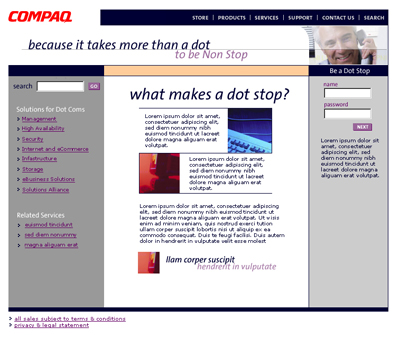 COMPAQ
STORE | PRODUCTS | SERVICES | SUPPORT | CONTACT US | SEARCH
because it takes more than a dot
to be Non Stop
Be a Dot Stop
search GO
Solutions for Dot Coms
Management
High Availability
Security
Internet and eCommerce
Infastructure
Storage
eBusiness Solutions
Solutions Alliance
Related Services
euismod tincidunt
sed diem nonummy
magna aliguam erat
what makes a dot stop?
Lorem ipsum dolor sit amet,
consectetuer adipiscing elit,
sed diem nonummy nibh
euismod tincidunt ut lacreet
dolore magna aliguam
erat volutpat.
Lorem ipsum dolor sit amet,
consectetuer adipiscing elit, sed
diem nonummy nibh euismod
tincidunt ut lacreet dolore
magna aliguam erat volutpat.
Lorem ipsum dolor sit amet,
consectetuer adipiscing elit, sed diem nonummy nibh
euismod tincidunt ut lacreet
dolore magna aliguam erat volutpat. Ut wisis
enim ad minim veniam, quis nostrud exerci tution
ullam corper suscipit lobortis nisi ut aliquip ex ea
commodo consequat. Duis te feugi facilisi. Duis autem
dolor in hendrerit in vulputate velit esse molest
llam corper suscipit
hendrent in vulputate
name
password
NEXT
Lorem ipsum dolor sit
amet, consectetuer
adipiscing elit, sed
diem nonummy nibh
euismod tincidunt ut
lacreet dolore magna
aliguam erat volutpat.
all sales subject to terms & conditions
privacy & legal statement